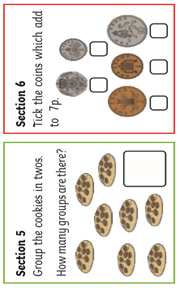 Section 5
Group the cookies in twos.
How many groups are there?
Section 6
Tick the coins which add
to 7p.